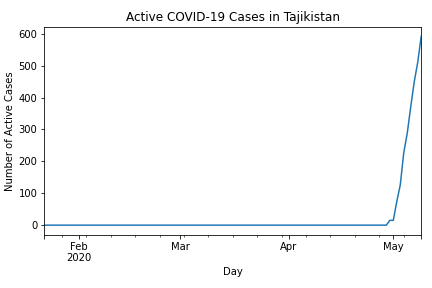 Active COVID-19 Cases in Tajikistan
600
500
400
300
200
100
0
Number of Active Cases
Feb
2020
Mar
Apr
May
Day